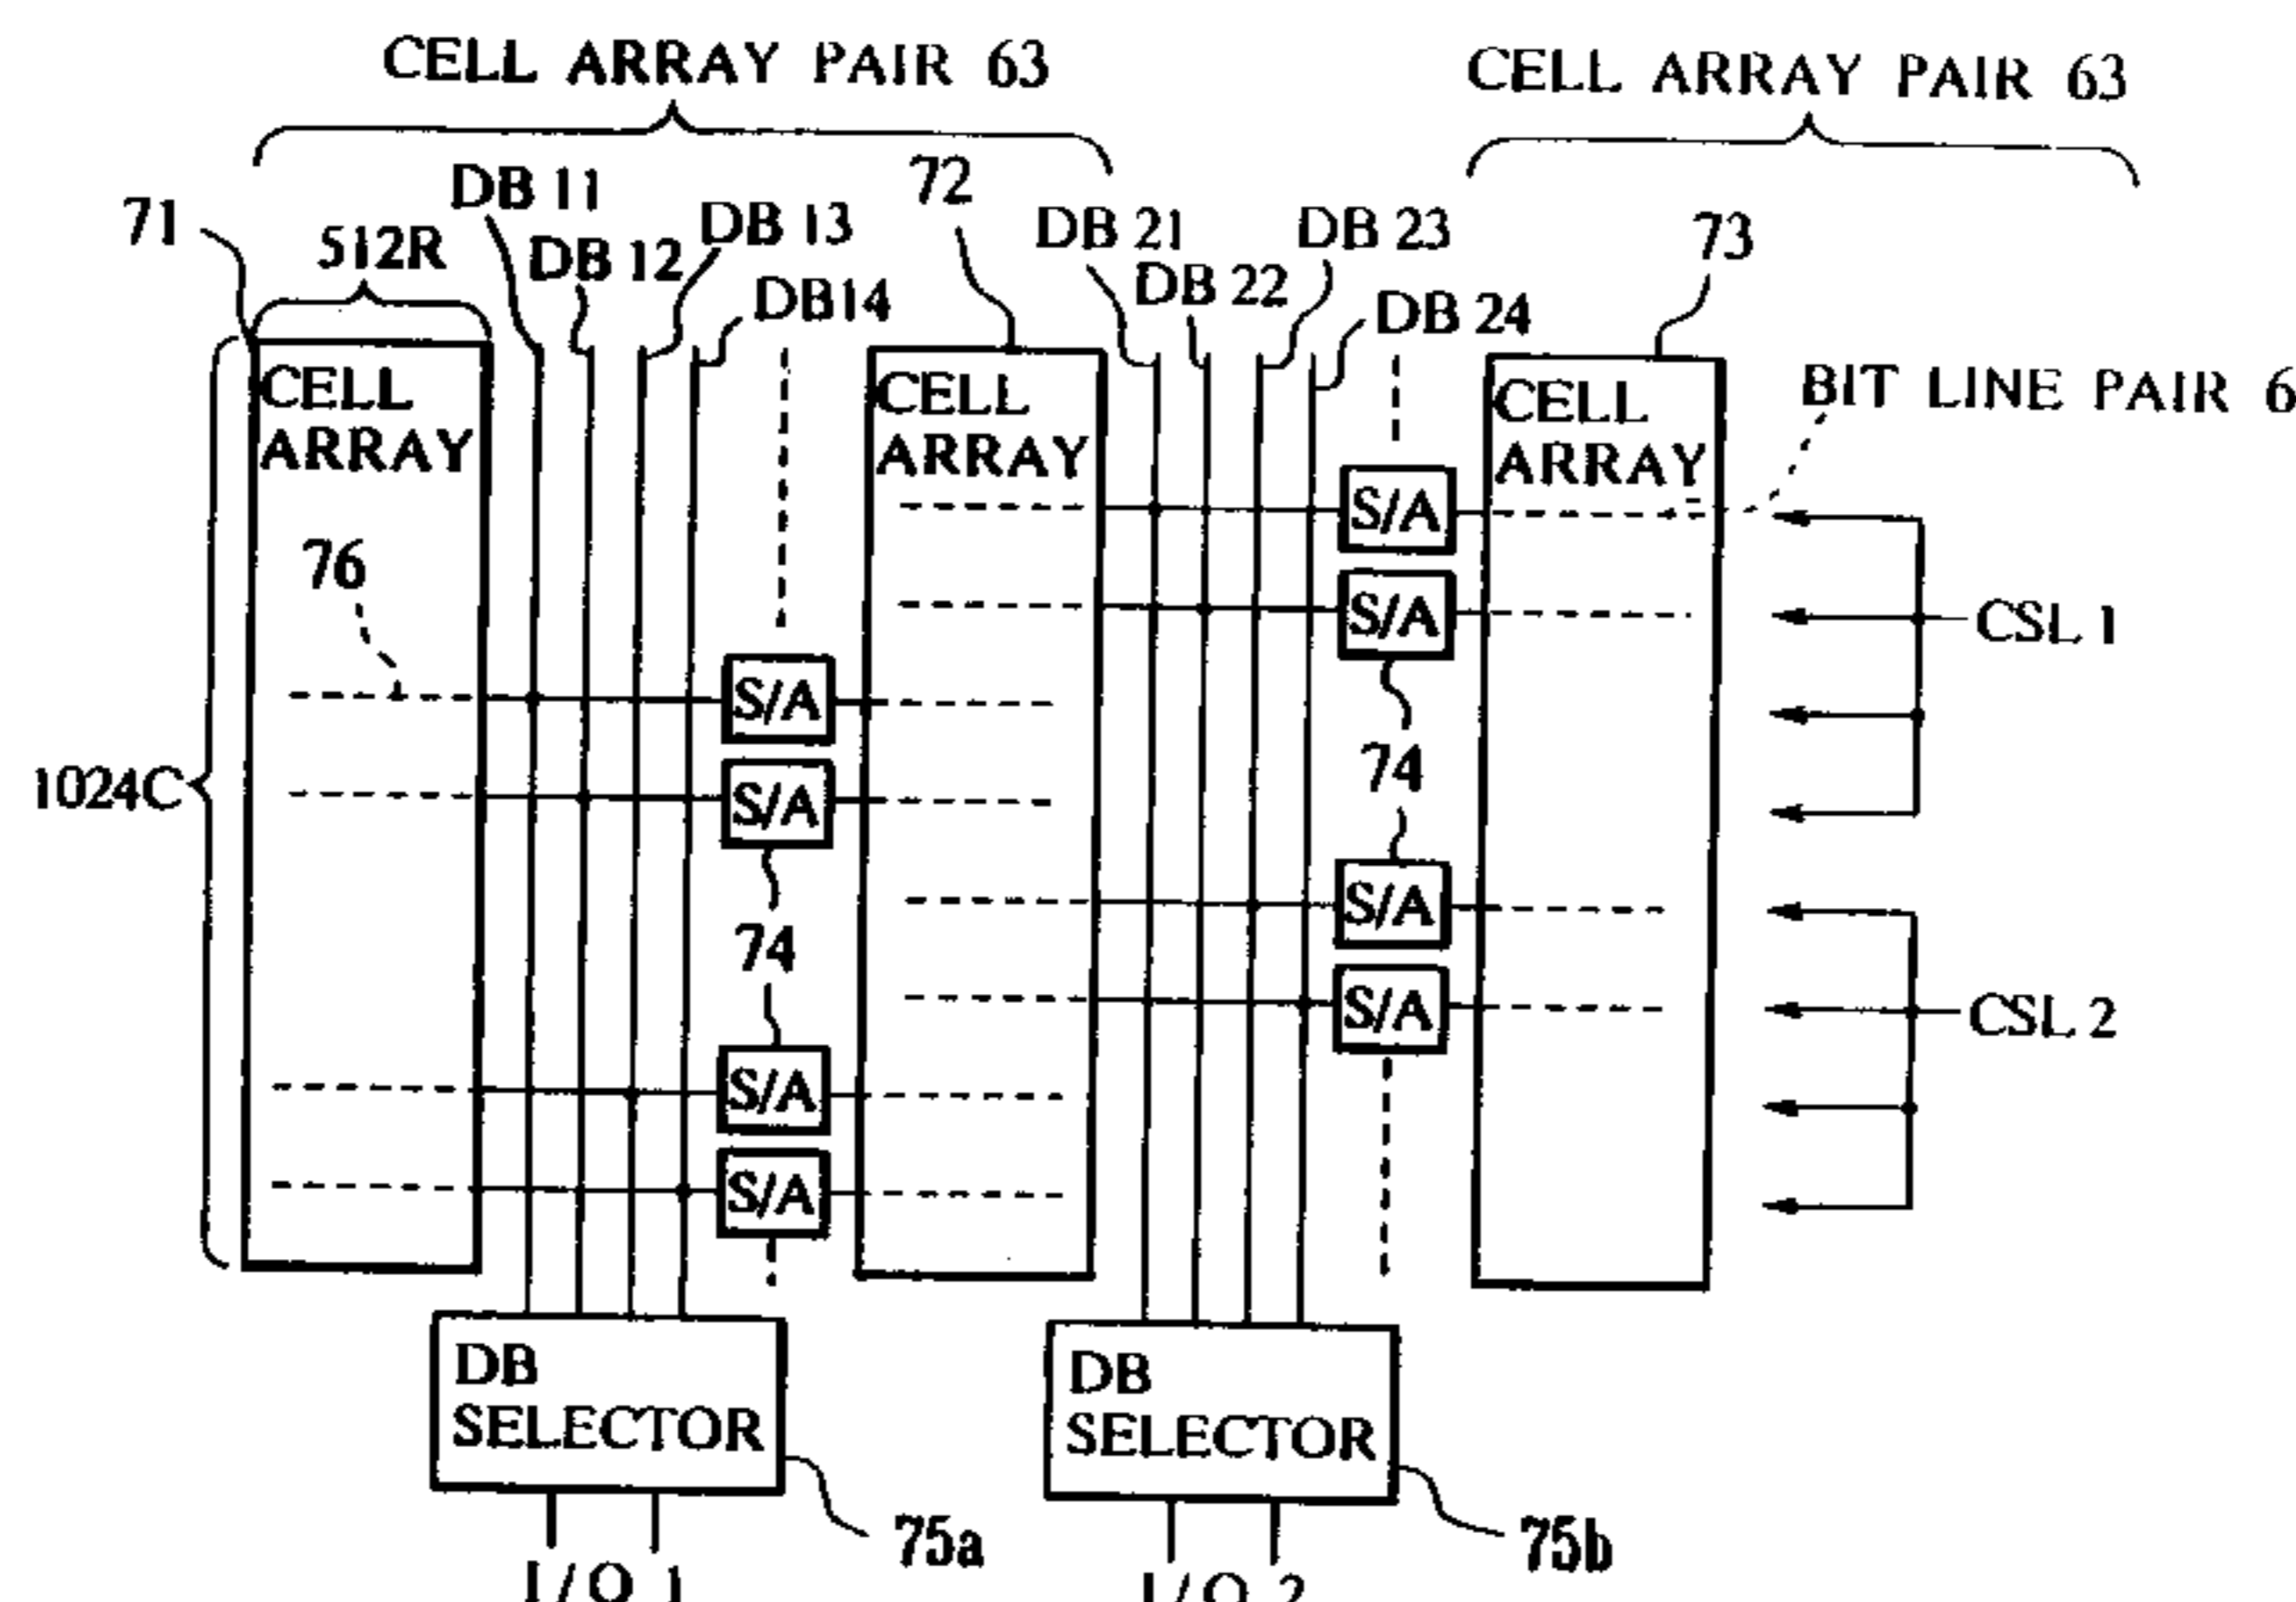 CELL ARRAY PAIR 63
CELL ARRAY PAIR 63
71
512R
DB 11
DB 12
DB 13
DB14
72
DB 21
DB 22
DB 23
DB 24
73
CELL
ARRAY
CELL
ARRAY
CELL
ARRAY
BIT LINE PAIR 6
76
S/A
S/A
S/A
S/A
CSL 1
1024C
74
74
S/A
S/A
S/A
S/A
CSL 2
DB
SELECTOR
DB
SELECTOR
75a
75b
I/O 1
I/O 2